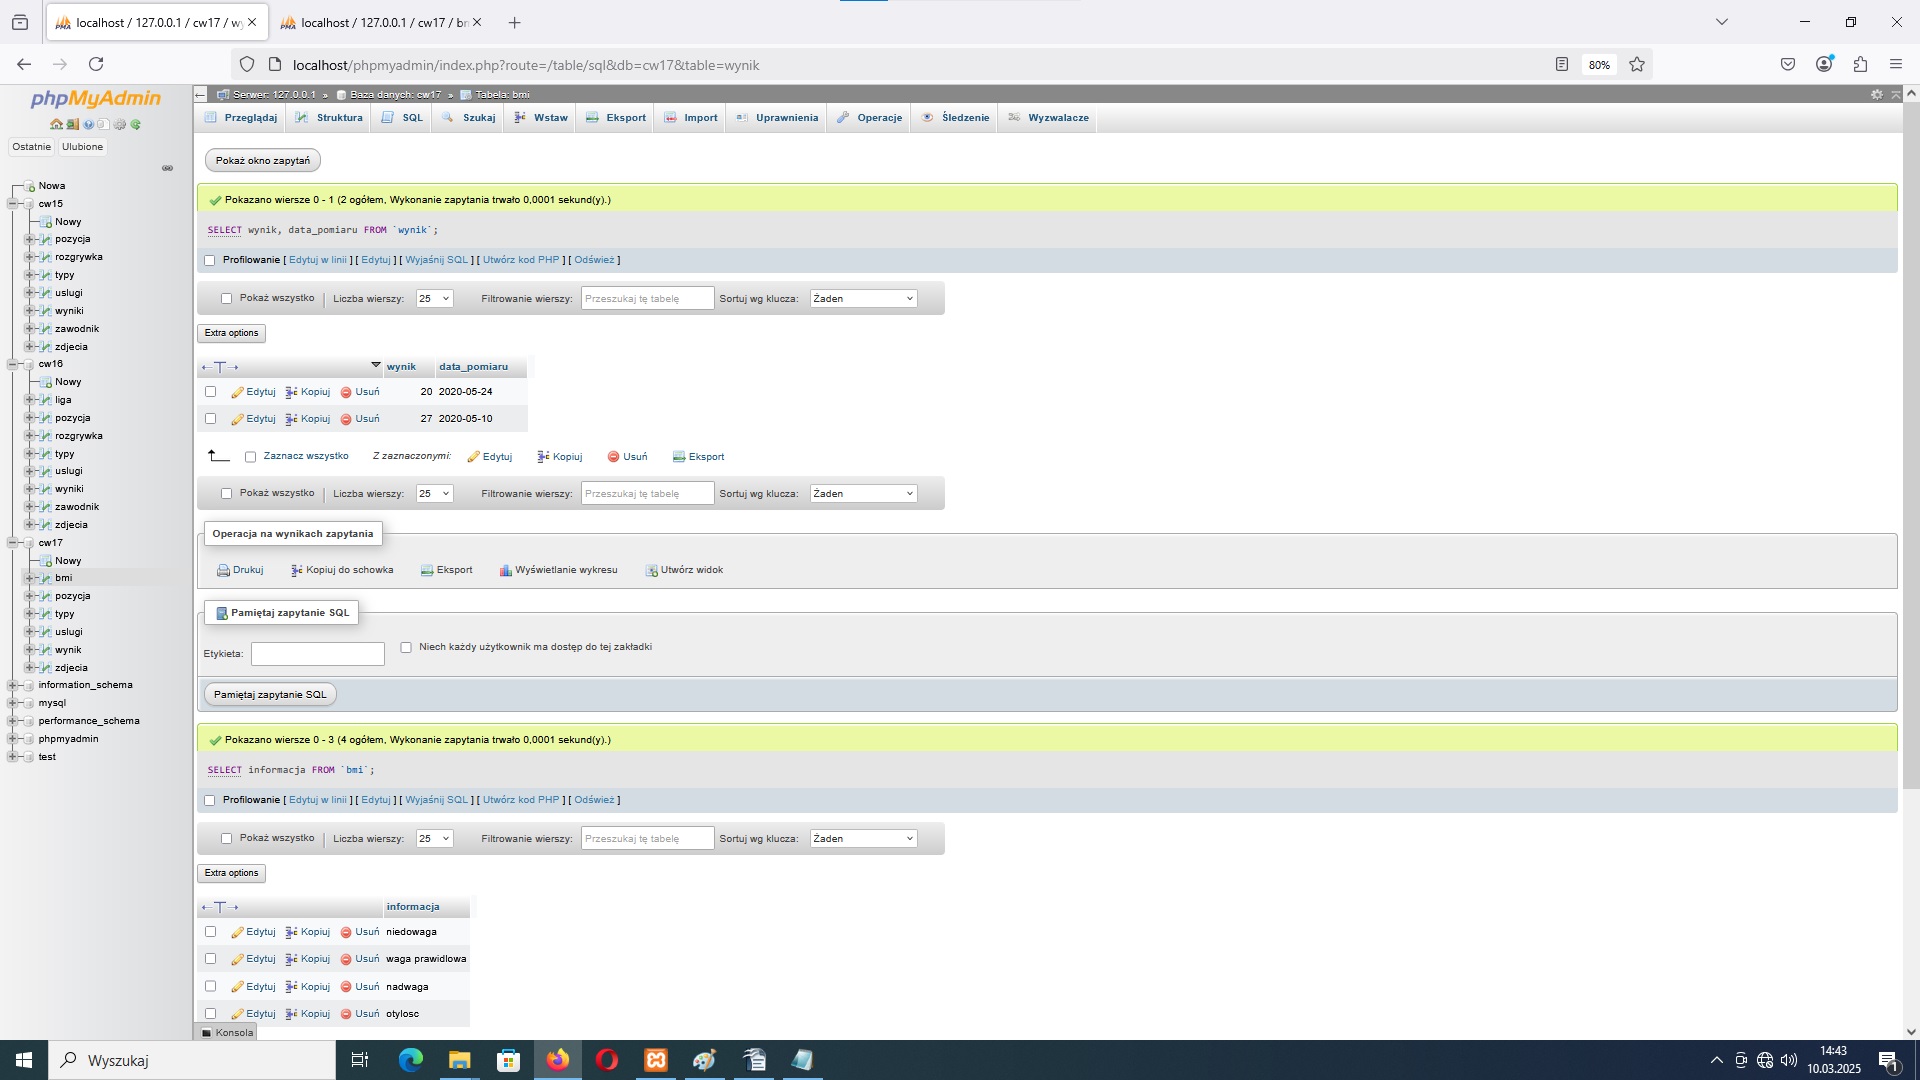 localhost / 127.0.0.1 / cw17 / wy
localhost / 127.0.0.1 / cw17 / bm
localhost/phpmyadmin/index.php?route=/table/sql&db=cw17&table=wynik
80%
phpMyAdmin
Ostatnie Ulubione
Nowa
cw15
Nowy
pozycja
rozgrywka
typy
uslugi
wyniki
zawodnik
zdjecia
cw16
Nowy
liga
pozycja
rozgrywka
typy
uslugi
wyniki
zawodnik
zdjecia
cw17
Nowy
bmi
pozycja
typy
uslugi
wynik
zdjecia
information_schema
mysql
performance_schema
phpmyadmin
test
Serwer: 127.0.0.1 » Baza danych: cw17 » Tabela: bmi
Przeglądaj Struktura SQL Szukaj Wstaw Eksport Import Uprawnienia Operacje Śledzenie Wyzwalacze
Pokaż okno zapytań
Pokazano wiersze 0 - 1 (2 ogółem, Wykonanie zapytania trwało 0,0001 sekund(y).)
SELECT wynik, data_pomiaru FROM `wynik`;
Profilowanie [ Edytuj w linii ] [ Edytuj ] [ Wyjaśnij SQL ] [ Utwórz kod PHP ] [ Odśwież ]
Pokaż wszystko | Liczba wierszy: 25 Filtrowanie wierszy: Przeszukaj tę tabelę Sortuj wg klucza: Żaden
Extra options
←T→ wynik data_pomiaru
Edytuj Kopiuj Usuń 20 2020-05-24
Edytuj Kopiuj Usuń 27 2020-05-10
Zaznacz wszystko Z zaznaczonymi: Edytuj Kopiuj Usuń Eksport
Pokaż wszystko | Liczba wierszy: 25 Filtrowanie wierszy: Przeszukaj tę tabelę Sortuj wg klucza: Żaden
Operacja na wynikach zapytania
Drukuj Kopiuj do schowka Eksport Wyświetlanie wykresu Utwórz widok
Pamiętaj zapytanie SQL
Etykieta: Niech każdy użytkownik ma dostęp do tej zakładki
Pamiętaj zapytanie SQL
Pokazano wiersze 0 - 3 (4 ogółem, Wykonanie zapytania trwało 0,0001 sekund(y).)
SELECT informacja FROM `bmi`;
Profilowanie [ Edytuj w linii ] [ Edytuj ] [ Wyjaśnij SQL ] [ Utwórz kod PHP ] [ Odśwież ]
Pokaż wszystko | Liczba wierszy: 25 Filtrowanie wierszy: Przeszukaj tę tabelę Sortuj wg klucza: Żaden
Extra options
←T→ informacja
Edytuj Kopiuj Usuń niedowaga
Edytuj Kopiuj Usuń waga prawidlowa
Edytuj Kopiuj Usuń nadwaga
Edytuj Kopiuj Usuń otylosc
Konsola
Wyszukaj
14:43
10.03.2025
1